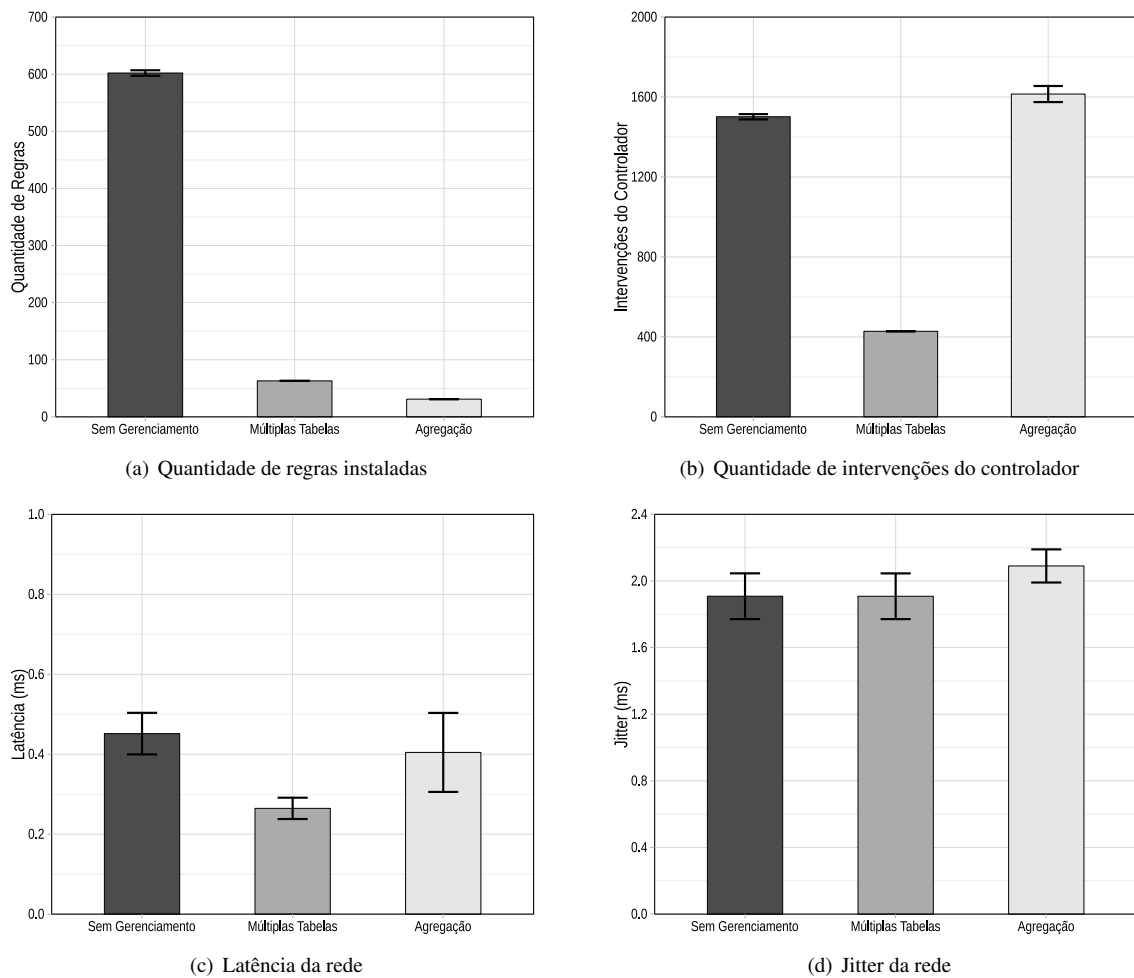 Quantidade de Regras
700
600
500
400
300
200
100
0
Sem Gerenciamento Múltiplas Tabelas Agregação
(a) Quantidade de regras instaladas
Intervenções do Controlador
2000
1600
1200
800
400
0
Sem Gerenciamento Múltiplas Tabelas Agregação
(b) Quantidade de intervenções do controlador
Latência (ms)
1.0
0.8
0.6
0.4
0.2
0.0
Sem Gerenciamento Múltiplas Tabelas Agregação
(c) Latência da rede
Jitter (ms)
2.4
2.0
1.6
1.2
0.8
0.4
0.0
Sem Gerenciamento Múltiplas Tabelas Agregação
(d) Jitter da rede